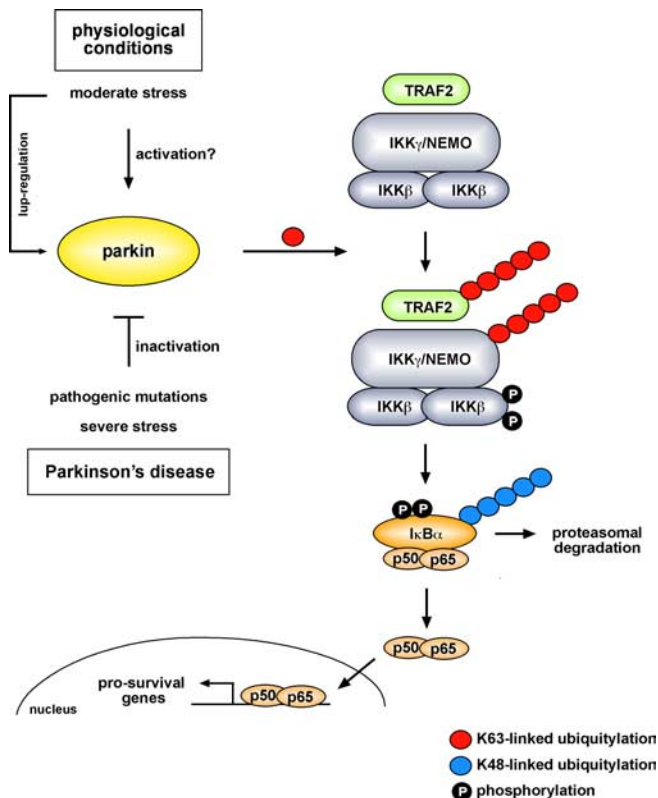 physiological
conditions
moderate stress
lup-regulation
activation?
parkin
inactivation
pathogenic mutations
severe stress
Parkinson's disease
TRAF2
IKKγ/NEMO
IKKβ
IKKβ
TRAF2
IKKγ/NEMO
IKKβ
IKKβ
P
P
P
P
IκBα
p50
p65
proteasomal
degradation
p50
p65
pro-survival
genes
p50
p65
nucleus
K63-linked ubiquitylation
K48-linked ubiquitylation
P
phosphorylation